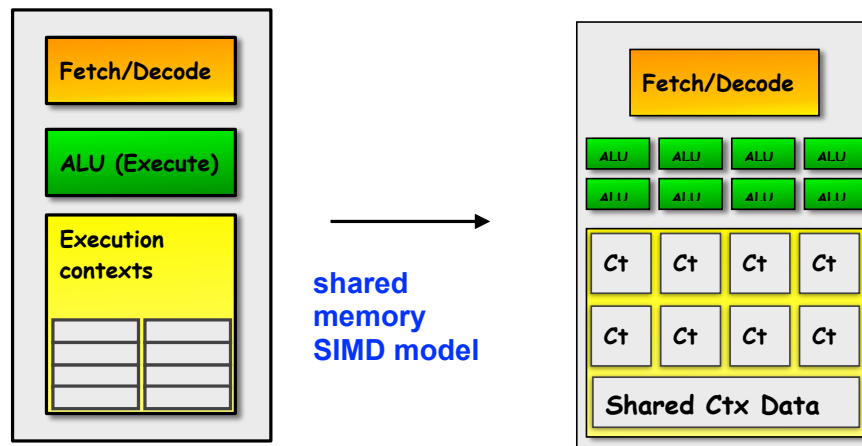 Fetch/Decode
ALU (Execute)
Execution
contexts
shared
memory
SIMD model
Fetch/Decode
ALU ALU ALU ALU
ALU ALU ALU ALU
Ct Ct Ct Ct
Ct Ct Ct Ct
Shared Ctx Data